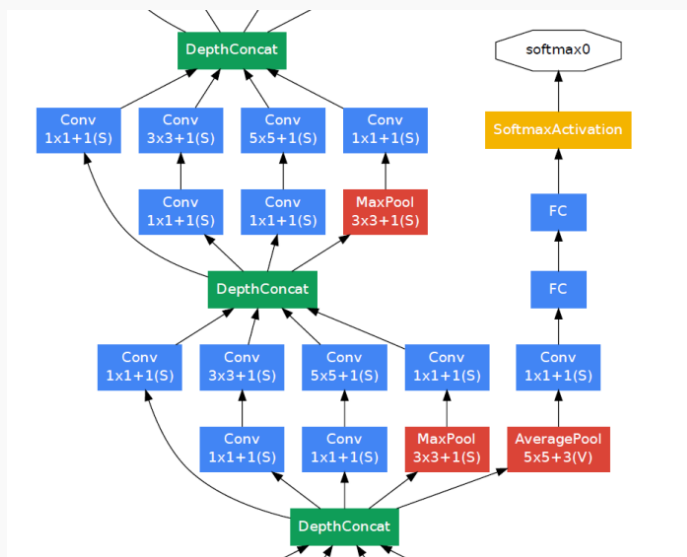 DepthConcat
softmax0
Conv
1x1+1(S)
Conv
3x3+1(S)
Conv
5x5+1(S)
Conv
1x1+1(S)
SoftmaxActivation
Conv
1x1+1(S)
Conv
1x1+1(S)
MaxPool
3x3+1(S)
FC
DepthConcat
FC
Conv
1x1+1(S)
Conv
3x3+1(S)
Conv
5x5+1(S)
Conv
1x1+1(S)
Conv
1x1+1(S)
Conv
1x1+1(S)
Conv
1x1+1(S)
MaxPool
3x3+1(S)
AveragePool
5x5+3(V)
DepthConcat